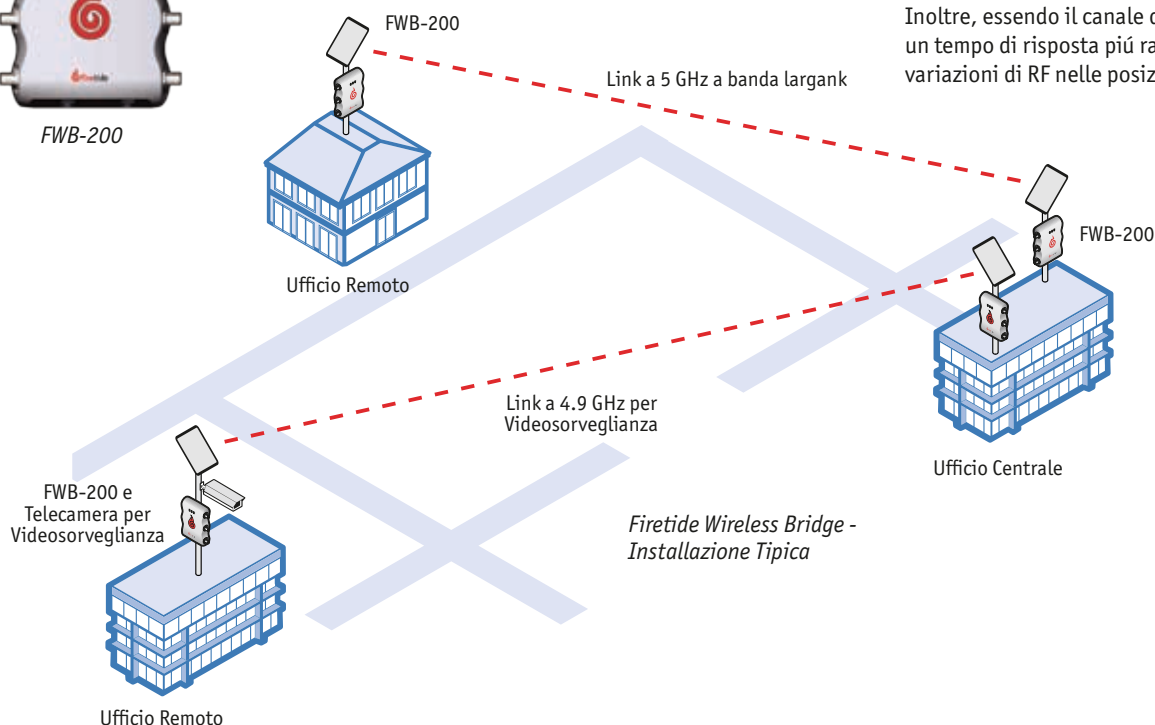 Inoltre, essendo il canale
un tempo di risposta piú
variazioni di RF nelle
FWB-200
FWB-200
Link a 5 GHz a banda largank
FWB-200
Ufficio Remoto
Link a 4.9 GHz per
Videosorveglianza
Ufficio Centrale
FWB-200 e
Telecamera per
Videosorveglianza
Firetide Wireless Bridge -
Installazione Tipica
Ufficio Remoto